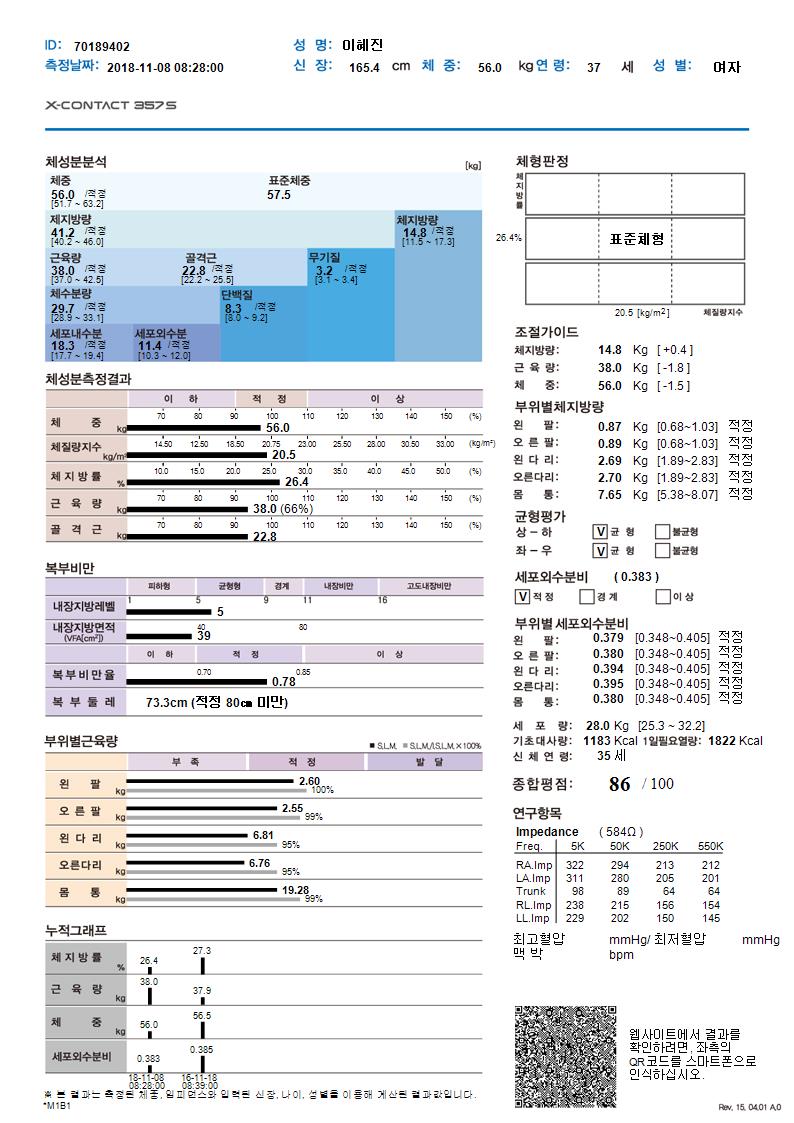 ID: 70189402 성 명: 이혜진
측정날짜: 2018-11-08 08:28:00 신 장: 165.4 cm 체 중: 56.0 kg 연 령: 37 세 성 별: 여자
X-CONTACT 357S
체성분분석 [kg]
체중 표준체중
56.0 /적정 57.5
[51.7 ~ 63.2]
제지방량 체지방량
41.2 /적정 14.8 /적정
[40.2 ~ 46.0] [11.5 ~ 17.3]
근육량 골격근 무기질
38.0 /적정 22.8 /적정 3.2 /적정
[37.0 ~ 42.5] [22.2 ~ 25.5] [3.1 ~ 3.4]
체수분량 단백질
29.7 /적정 8.3 /적정
[28.9 ~ 33.1] [8.0 ~ 9.2]
세포내수분 세포외수분
18.3 /적정 11.4 /적정
[17.7 ~ 19.4] [10.3 ~ 12.0]
체성분측정결과
이 하 적 정 이 상
70 80 90 100 110 120 130 140 150 (%)
체 중 kg 56.0
14.50 12.50 16.50 20.75 23.00 25.50 28.00 30.50 33.00 (kg/m²)
체질량지수 kg/m² 20.5
10.0 15.0 20.0 25.0 30.0 35.0 40.0 45.0 50.0 (%)
체 지 방 률 % 26.4
70 80 90 100 110 120 130 140 150 (%)
근 육 량 kg 38.0 (66%)
70 80 90 100 110 120 130 140 150 (%)
골 격 근 kg 22.8
복부비만
피하형 균형형 경계 내장비만 고도내장비만
1 5 9 11 16
내장지방레벨 5
40 80
내장지방면적 (VFA[cm²]) 39
이 하 적 정 이 상
0.70 0.85
복부비만율 0.78
복 부 둘 레 73.3cm (적정 80㎝ 미만)
부위별근육량 ■ S.L.M. ■ S.L.M./I.S.L.M.×100%
부 족 적 정 발 달
왼 팔 kg 2.60
100%
오 른 팔 kg 2.55
99%
왼 다 리 kg 6.81
95%
오른다리 kg 6.76
95%
몸 통 kg 19.28
99%
누적그래프
체 지 방 률 % 26.4 27.3
근 육 량 kg 38.0 37.9
체 중 kg 56.0 56.5
세포외수분비 0.383 0.385
18-11-08 16-11-18
08:28:00 08:39:00
※ 본 결과는 측정된 체중, 임피던스와 입력된 신장, 나이, 성별을 이용해 계산된 결과값입니다.
*M1B1
체형판정
체지방률
26.4% 표준체형
20.5 [kg/m²] 체질량지수
조절가이드
체지방량: 14.8 Kg [ +0.4 ]
근 육 량: 38.0 Kg [ -1.8 ]
체 중: 56.0 Kg [ -1.5 ]
부위별체지방량
왼 팔: 0.87 Kg [0.68~1.03] 적정
오 른 팔: 0.89 Kg [0.68~1.03] 적정
왼 다 리: 2.69 Kg [1.89~2.83] 적정
오른다리: 2.70 Kg [1.89~2.83] 적정
몸 통: 7.65 Kg [5.38~8.07] 적정
균형평가
상 – 하 V 균 형 불균형
좌 – 우 V 균 형 불균형
세포외수분비 ( 0.383 )
V 적 정 경 계 이 상
부위별 세포외수분비
왼 팔: 0.379 [0.348~0.405] 적정
오 른 팔: 0.380 [0.348~0.405] 적정
왼 다 리: 0.394 [0.348~0.405] 적정
오른다리: 0.395 [0.348~0.405] 적정
몸 통: 0.380 [0.348~0.405] 적정
세 포 량: 28.0 Kg [25.3 ~ 32.2]
기초대사량: 1183 Kcal 1일필요열량: 1822 Kcal
신 체 연 령: 35 세
종합평점: 86 / 100
연구항목
Impedance ( 584Ω )
Freq. 5K 50K 250K 550K
RA.Imp 322 294 213 212
LA.Imp 311 280 205 201
Trunk 98 89 64 64
RL.Imp 238 215 156 154
LL.Imp 229 202 150 145
최고혈압 mmHg/ 최저혈압 mmHg
맥 박 bpm
웹사이트에서 결과를
확인하려면, 좌측의
QR코드를 스마트폰으로
인식하십시오.
Rev, 15, 04,01 A,0